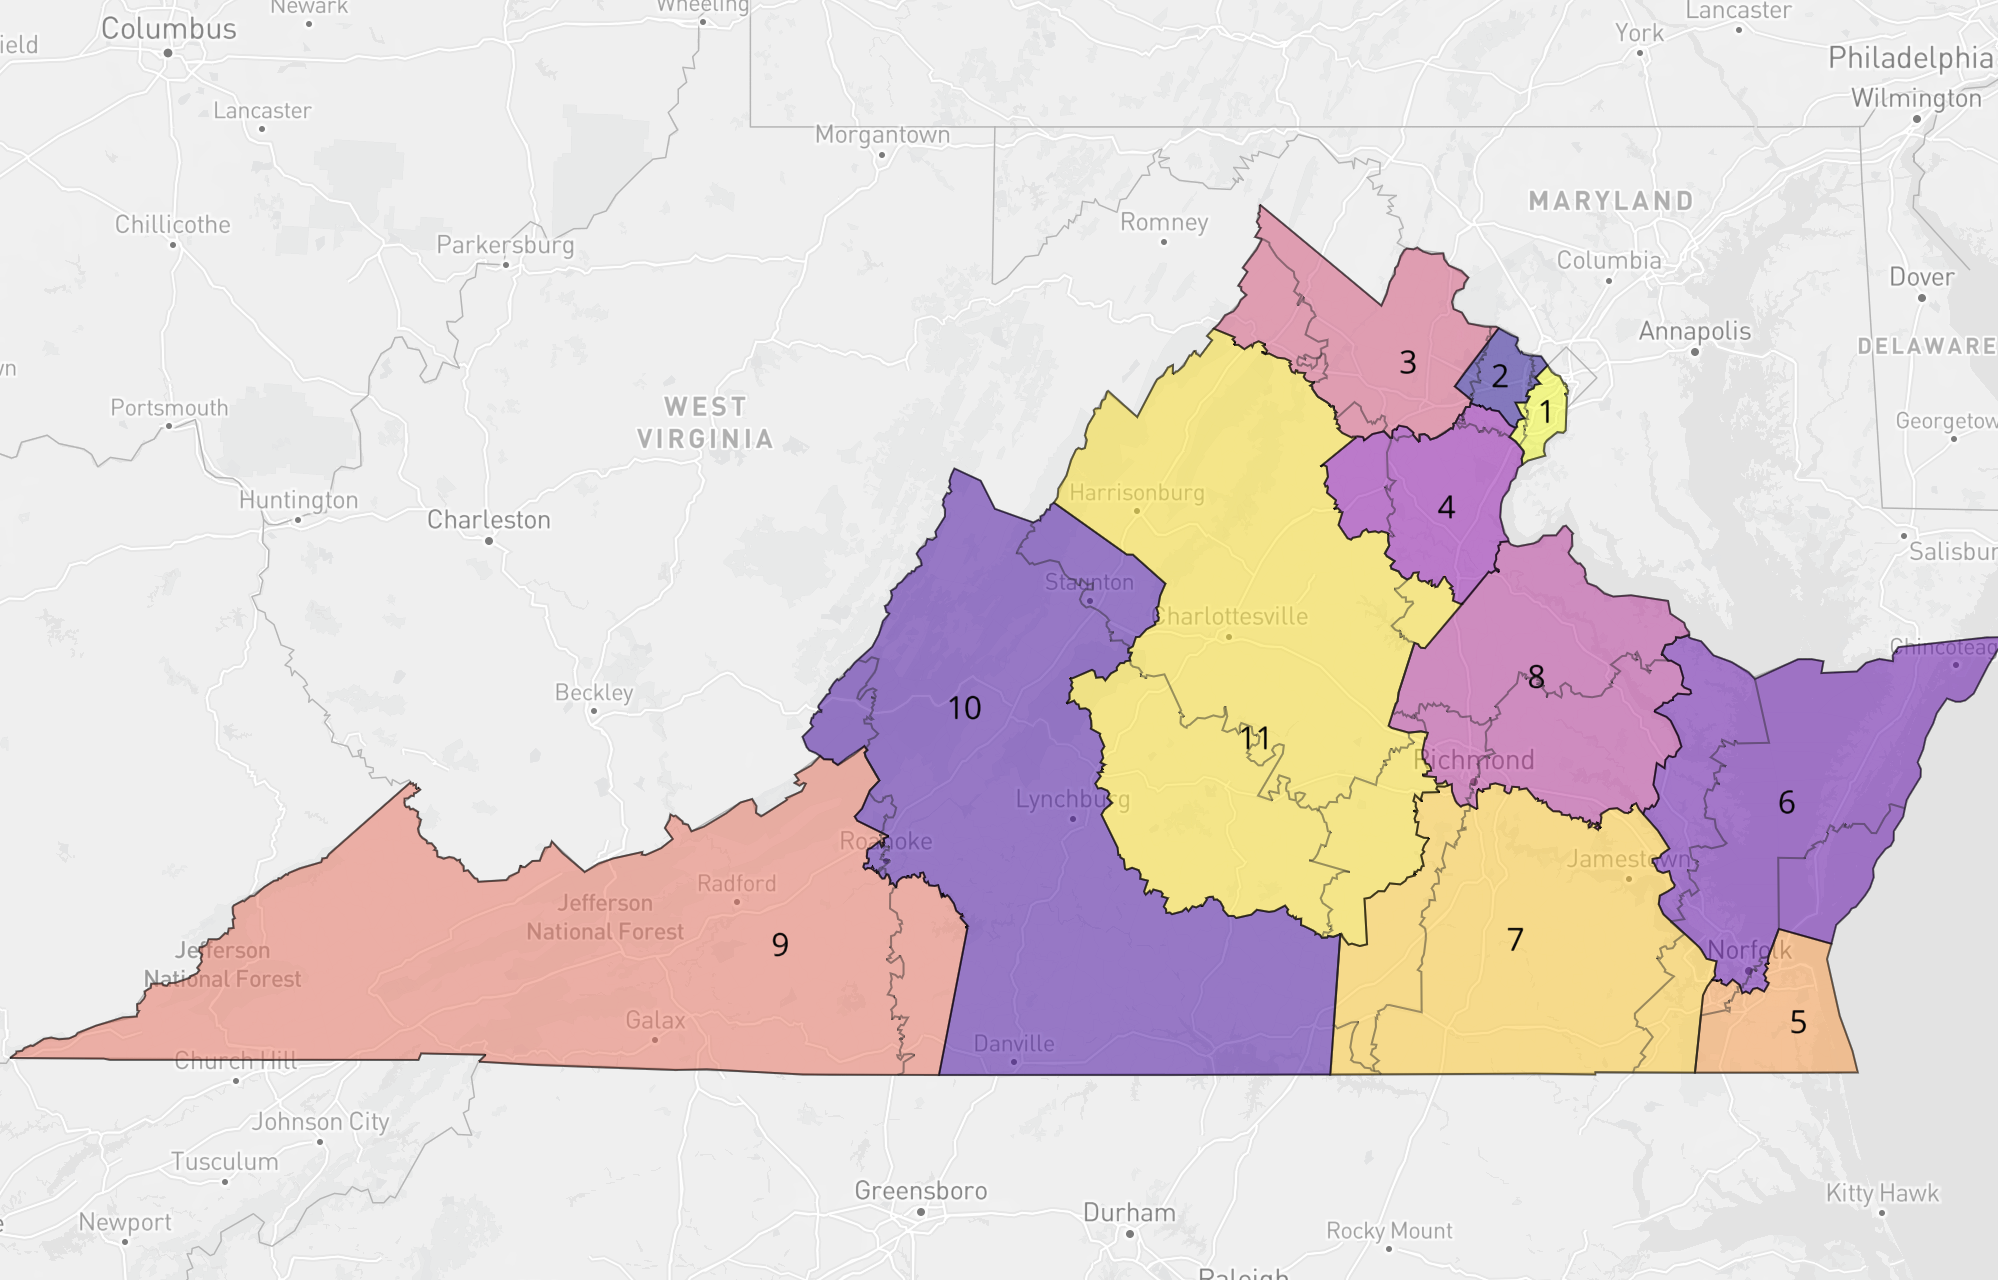 Newark
Wheeling
Lancaster
Columbus
York
ield
Philadelphia
Wilmington
Lancaster
Morgantown
MARYLAND
Chillicothe
Romney
Parkersburg
Columbia
Dover
Annapolis
DELAWARE
3
wn
2
Portsmouth
WEST
VIRGINIA
1
Georgetow
Harrisonburg
Huntington
Charleston
4
Salisbur
Staunton
Charlottesville
Chincoteag
8
Beckley
10
11
Richmond
Lynchburg
6
Roanoke
Jamestown
Radford
Jefferson
National Forest
9
7
Jefferson
National Forest
Norfolk
Galax
5
Danville
Church Hill
Johnson City
Tusculum
Greensboro
Kitty Hawk
Durham
Newport
e
Rocky Mount
Raleigh